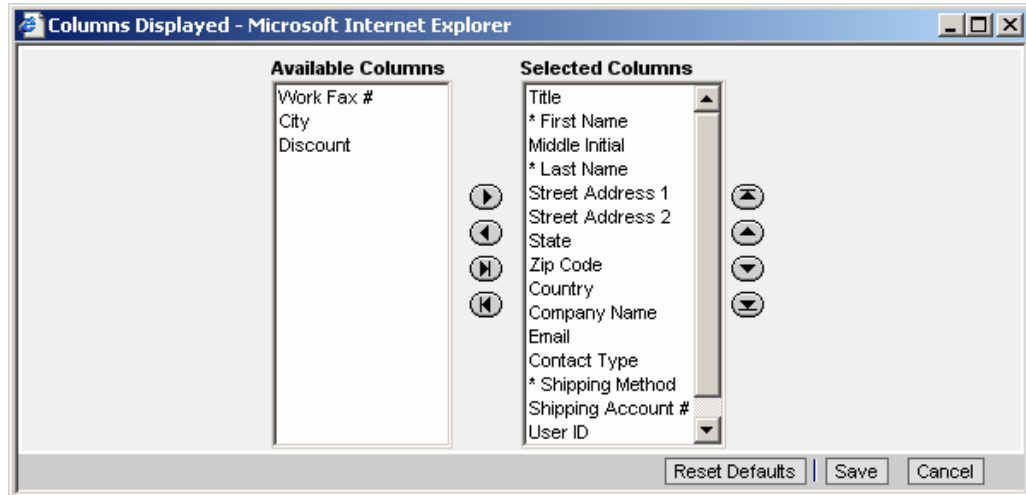 Columns Displayed - Microsoft Internet Explorer
Available Columns
Work Fax #
City
Discount
Selected Columns
Title
* First Name
Middle Initial
* Last Name
Street Address 1
Street Address 2
State
Zip Code
Country
Company Name
Email
Contact Type
* Shipping Method
Shipping Account #
User ID
Reset Defaults | Save Cancel